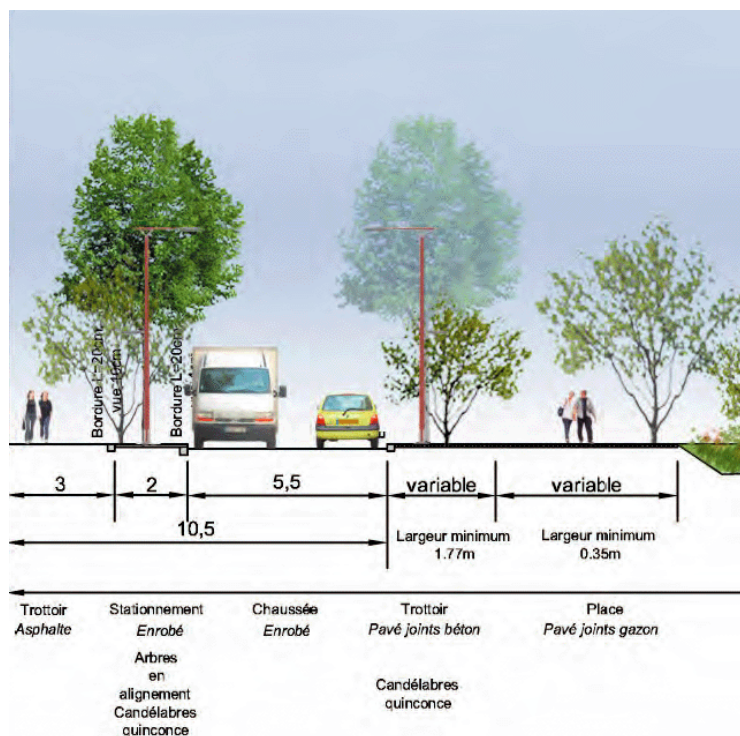 Bordure L= 20cm,
Bordure L=20cm,
3
2
5,5
variable
variable
10,5
Largeur minimum
1.77m
Largeur minimum
0.35m
Trottoir
Asphalte
Stationnement
Enrobé
Chaussée
Enrobé
Trottoir
Pavé joints béton
Place
Pavé joints gazon
Arbres
en
alignement
Candélabres
quinconce
Candélabres
quinconce